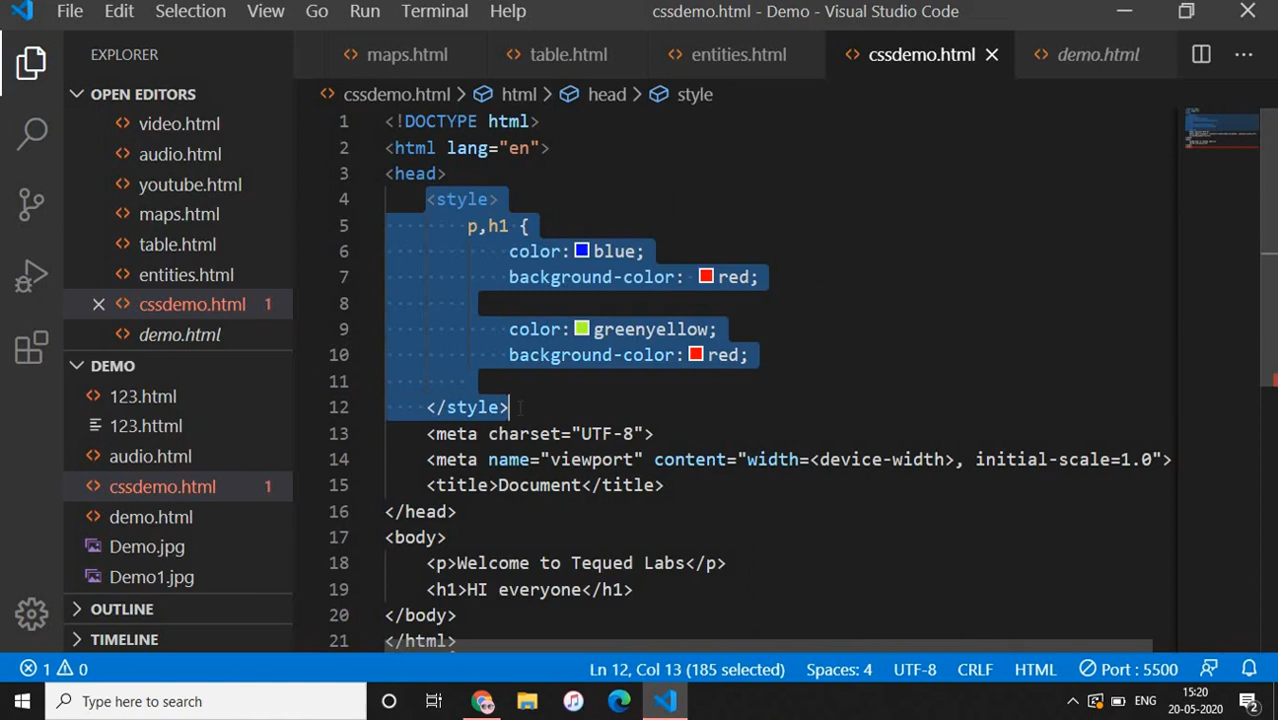 File Edit Selection View Go Run Terminal Help cssdemo.html - Demo - Visual Studio Code
EXPLORER
maps.html table.html entities.html cssdemo.html demo.html
OPEN EDITORS
video.html
audio.html
youtube.html
maps.html
table.html
entities.html
cssdemo.html 1
demo.html
DEMO
123.html
123.httml
audio.html
cssdemo.html 1
demo.html
Demo.jpg
Demo1.jpg
OUTLINE
TIMELINE
cssdemo.html > html > head > style
1 <!DOCTYPE html>
2 <html lang="en">
3 <head>
4 <style>
5 p,h1 {
6 color: blue;
7 background-color: red;
8
9 color: greenyellow;
10 background-color: red;
11
12 </style>
13 <meta charset="UTF-8">
14 <meta name="viewport" content="width=<device-width>, initial-scale=1.0">
15 <title>Document</title>
16 </head>
17 <body>
18 <p>Welcome to Tequed Labs</p>
19 <h1>HI everyone</h1>
20 </body>
21 </html>
1 0 Ln 12, Col 13 (185 selected) Spaces: 4 UTF-8 CRLF HTML Port : 5500
Type here to search
ENG
15:20
20-05-2020
2